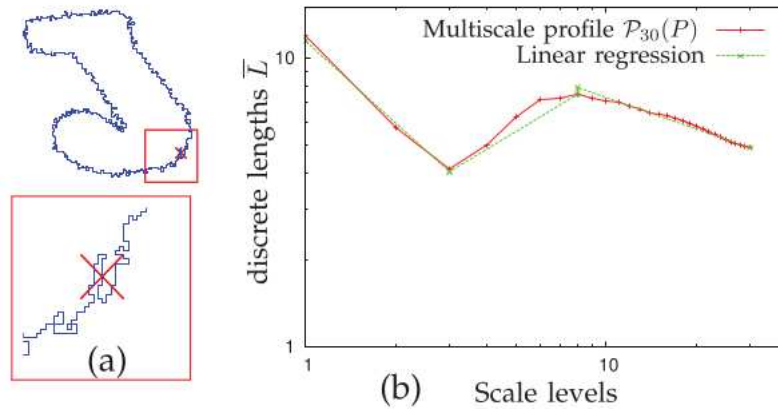 Multiscale profile 𝒫₃₀(P)
Linear regression
10
discrete lengths L̅
1
1
10
Scale levels
(a)
(b)